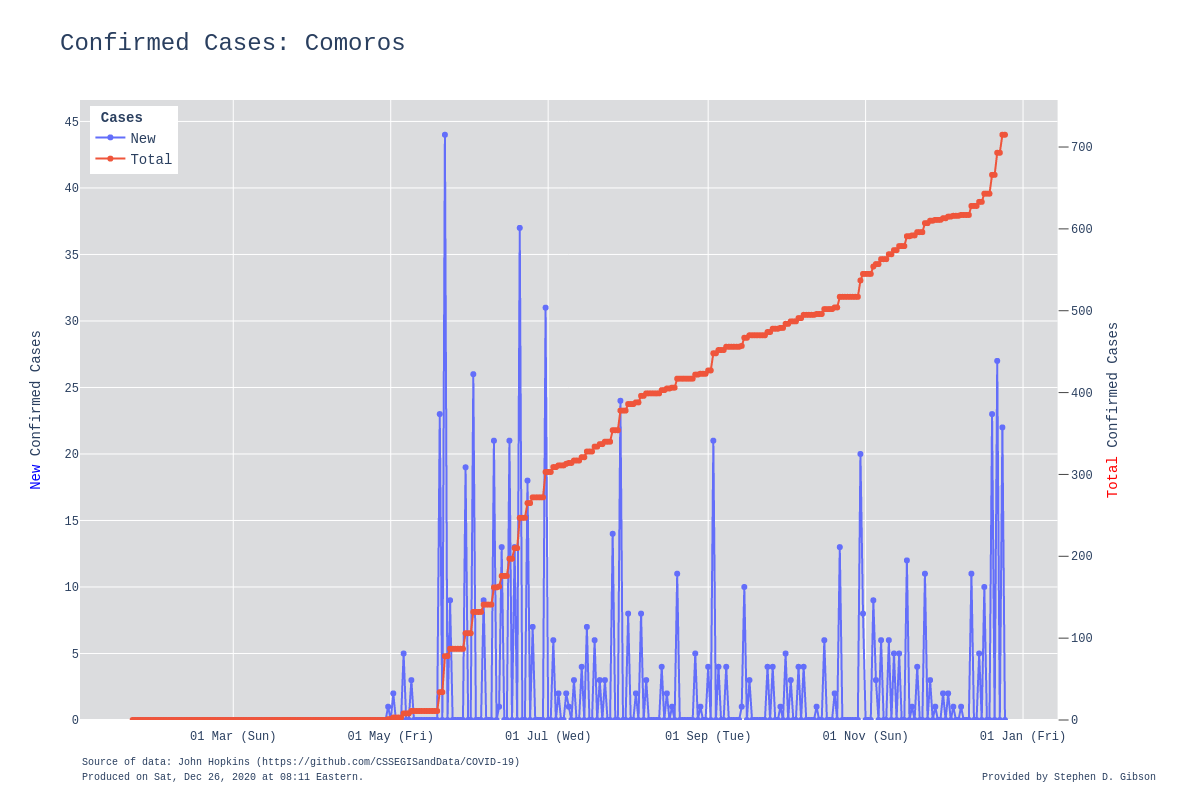 Confirmed Cases: Comoros
Cases
New
Total
45
40
35
30
25
20
15
10
5
0
New Confirmed Cases
700
600
500
400
300
200
100
0
Total Confirmed Cases
01 Mar (Sun)
01 May (Fri)
01 Jul (Wed)
01 Sep (Tue)
01 Nov (Sun)
01 Jan (Fri)
Source of data: John Hopkins (https://github.com/CSSEGISandData/COVID-19)
Produced on Sat, Dec 26, 2020 at 08:11 Eastern.
Provided by Stephen D. Gibson